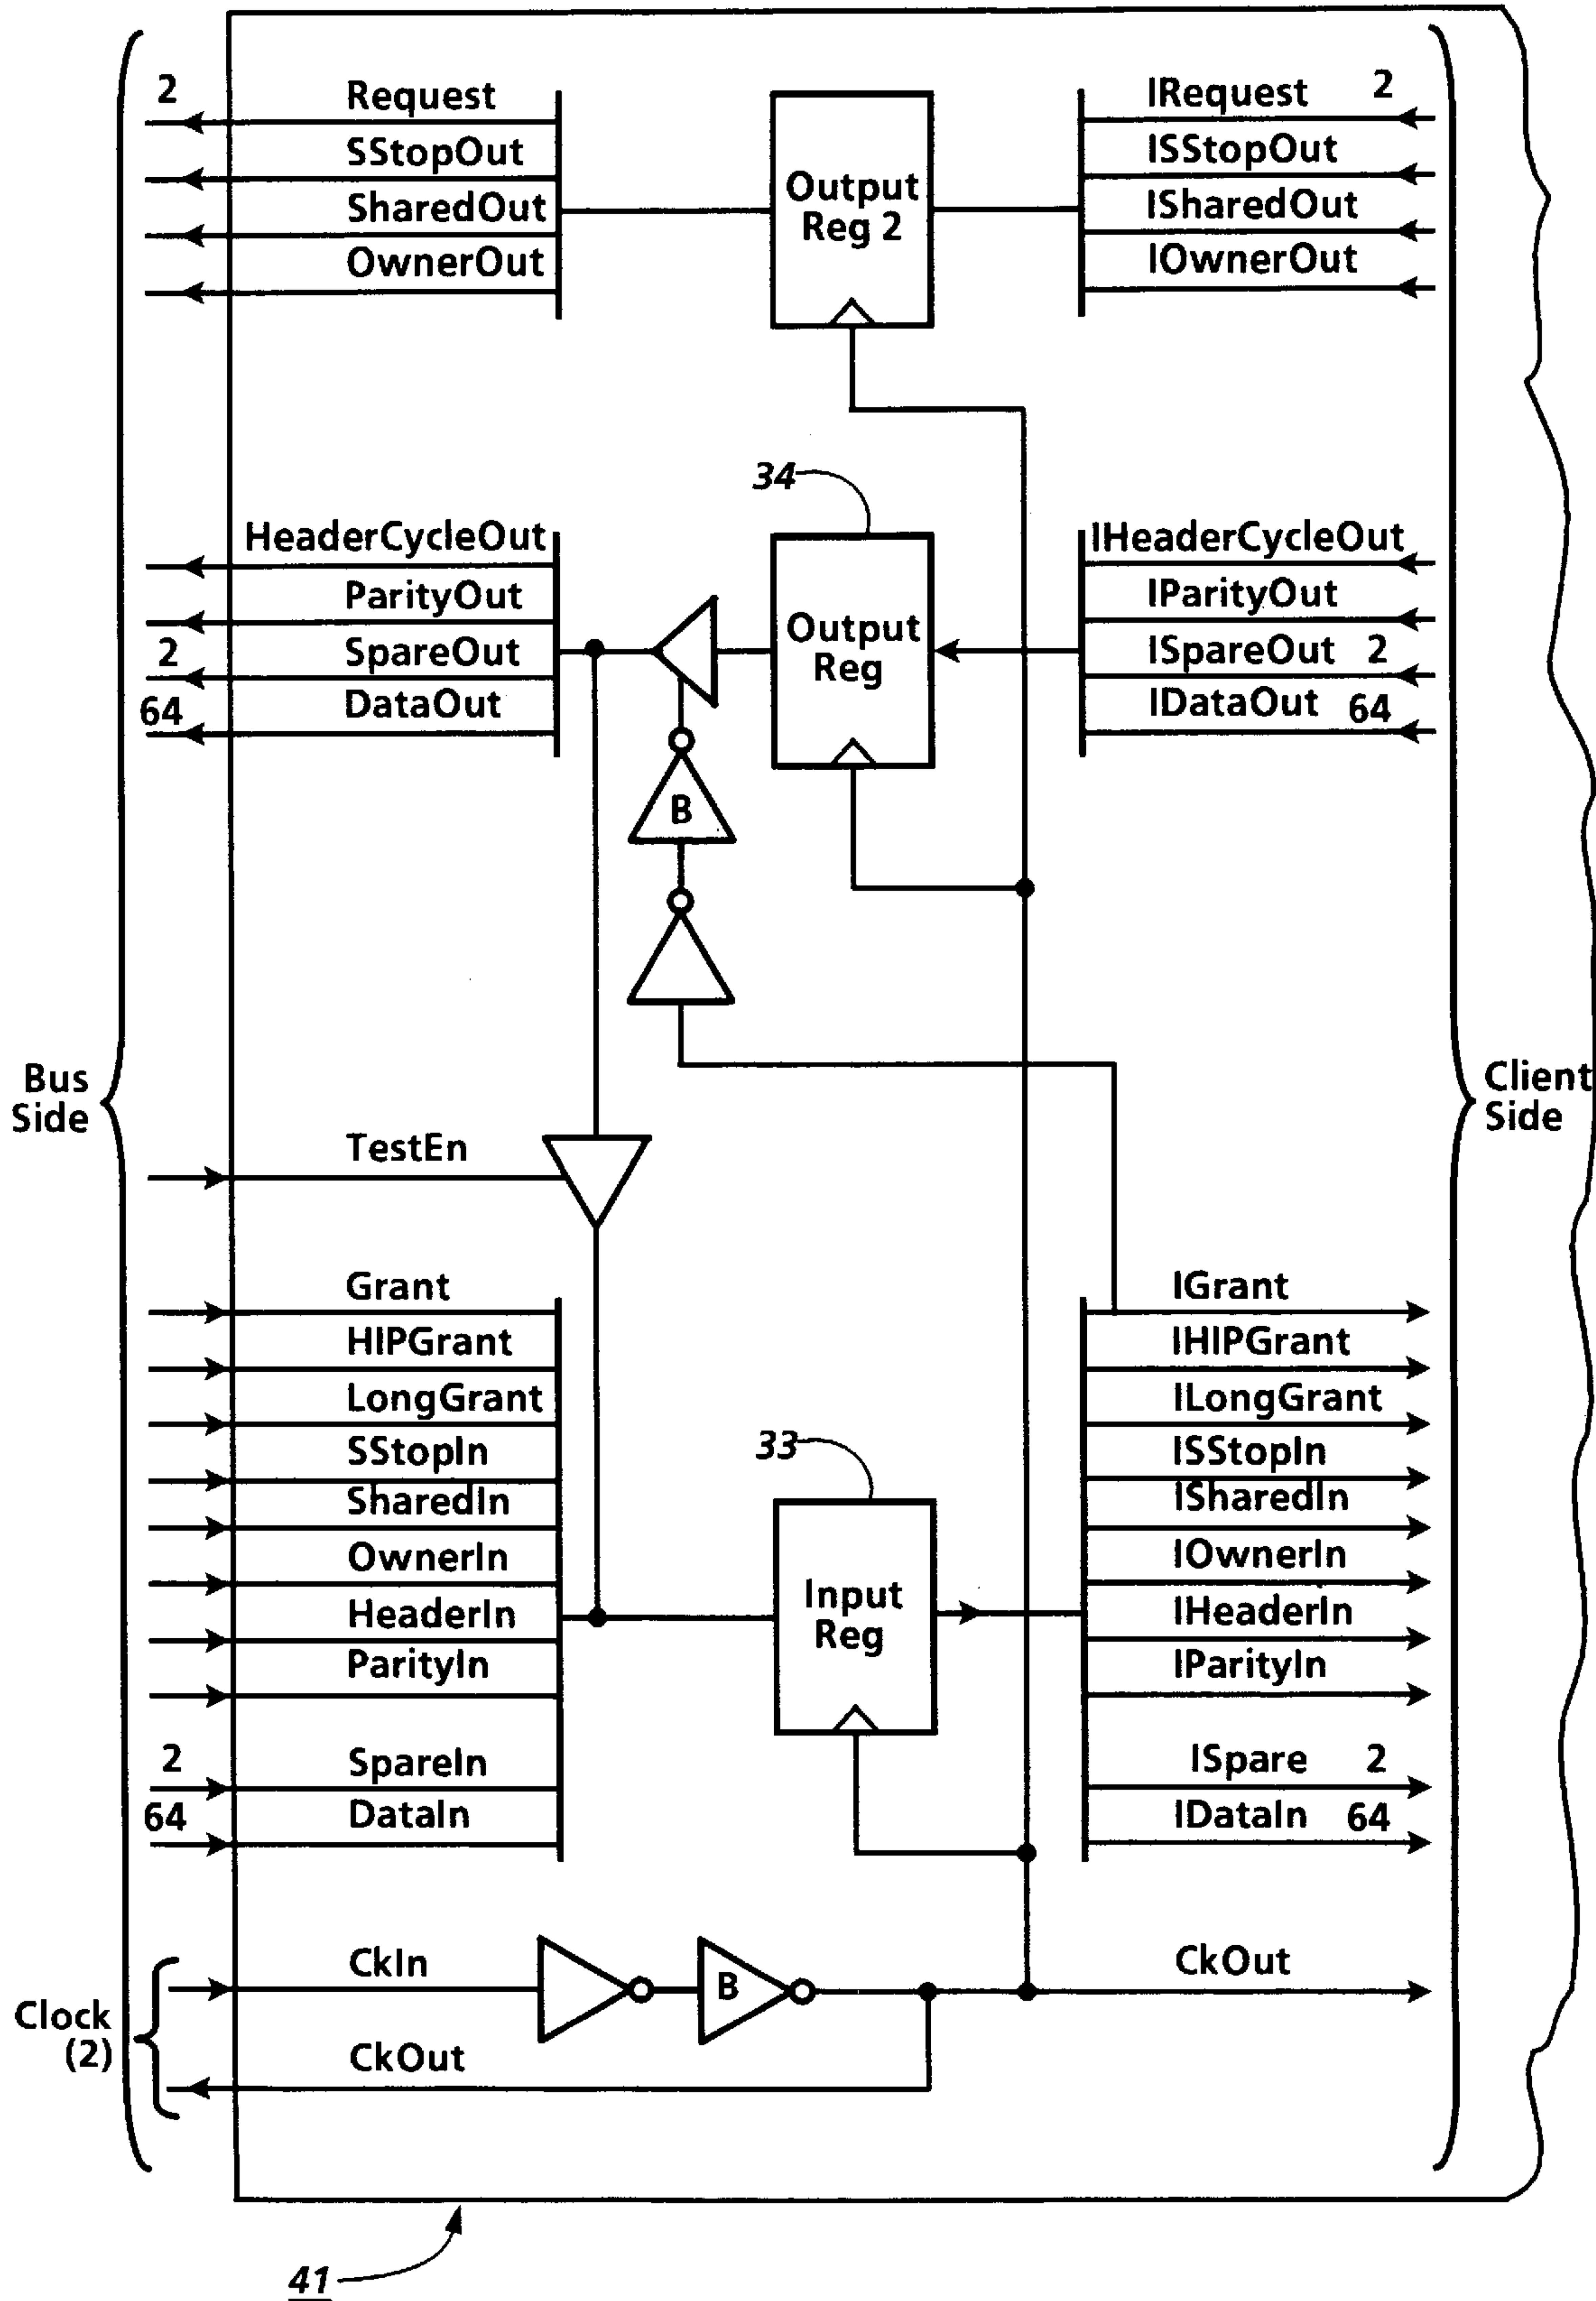 2 Request IRequest 2
SStopOut ISStopOut
SharedOut ISharedOut
OwnerOut IOwnerOut
Output
Reg 2
34
HeaderCycleOut IHeaderCycleOut
ParityOut IParityOut
2 SpareOut ISpareOut 2
64 DataOut IDataOut 64
Output
Reg
B
Bus
Side
Client
Side
TestEn
Grant IGrant
HIPGrant IHIPGrant
LongGrant ILongGrant
33
SStopIn ISStopIn
SharedIn ISharedIn
OwnerIn IOwnerIn
HeaderIn IHeaderIn
ParityIn IParityIn
Input
Reg
2 SpareIn ISpare 2
64 DataIn IDataIn 64
CkIn B CkOut
Clock
(2)
CkOut
41